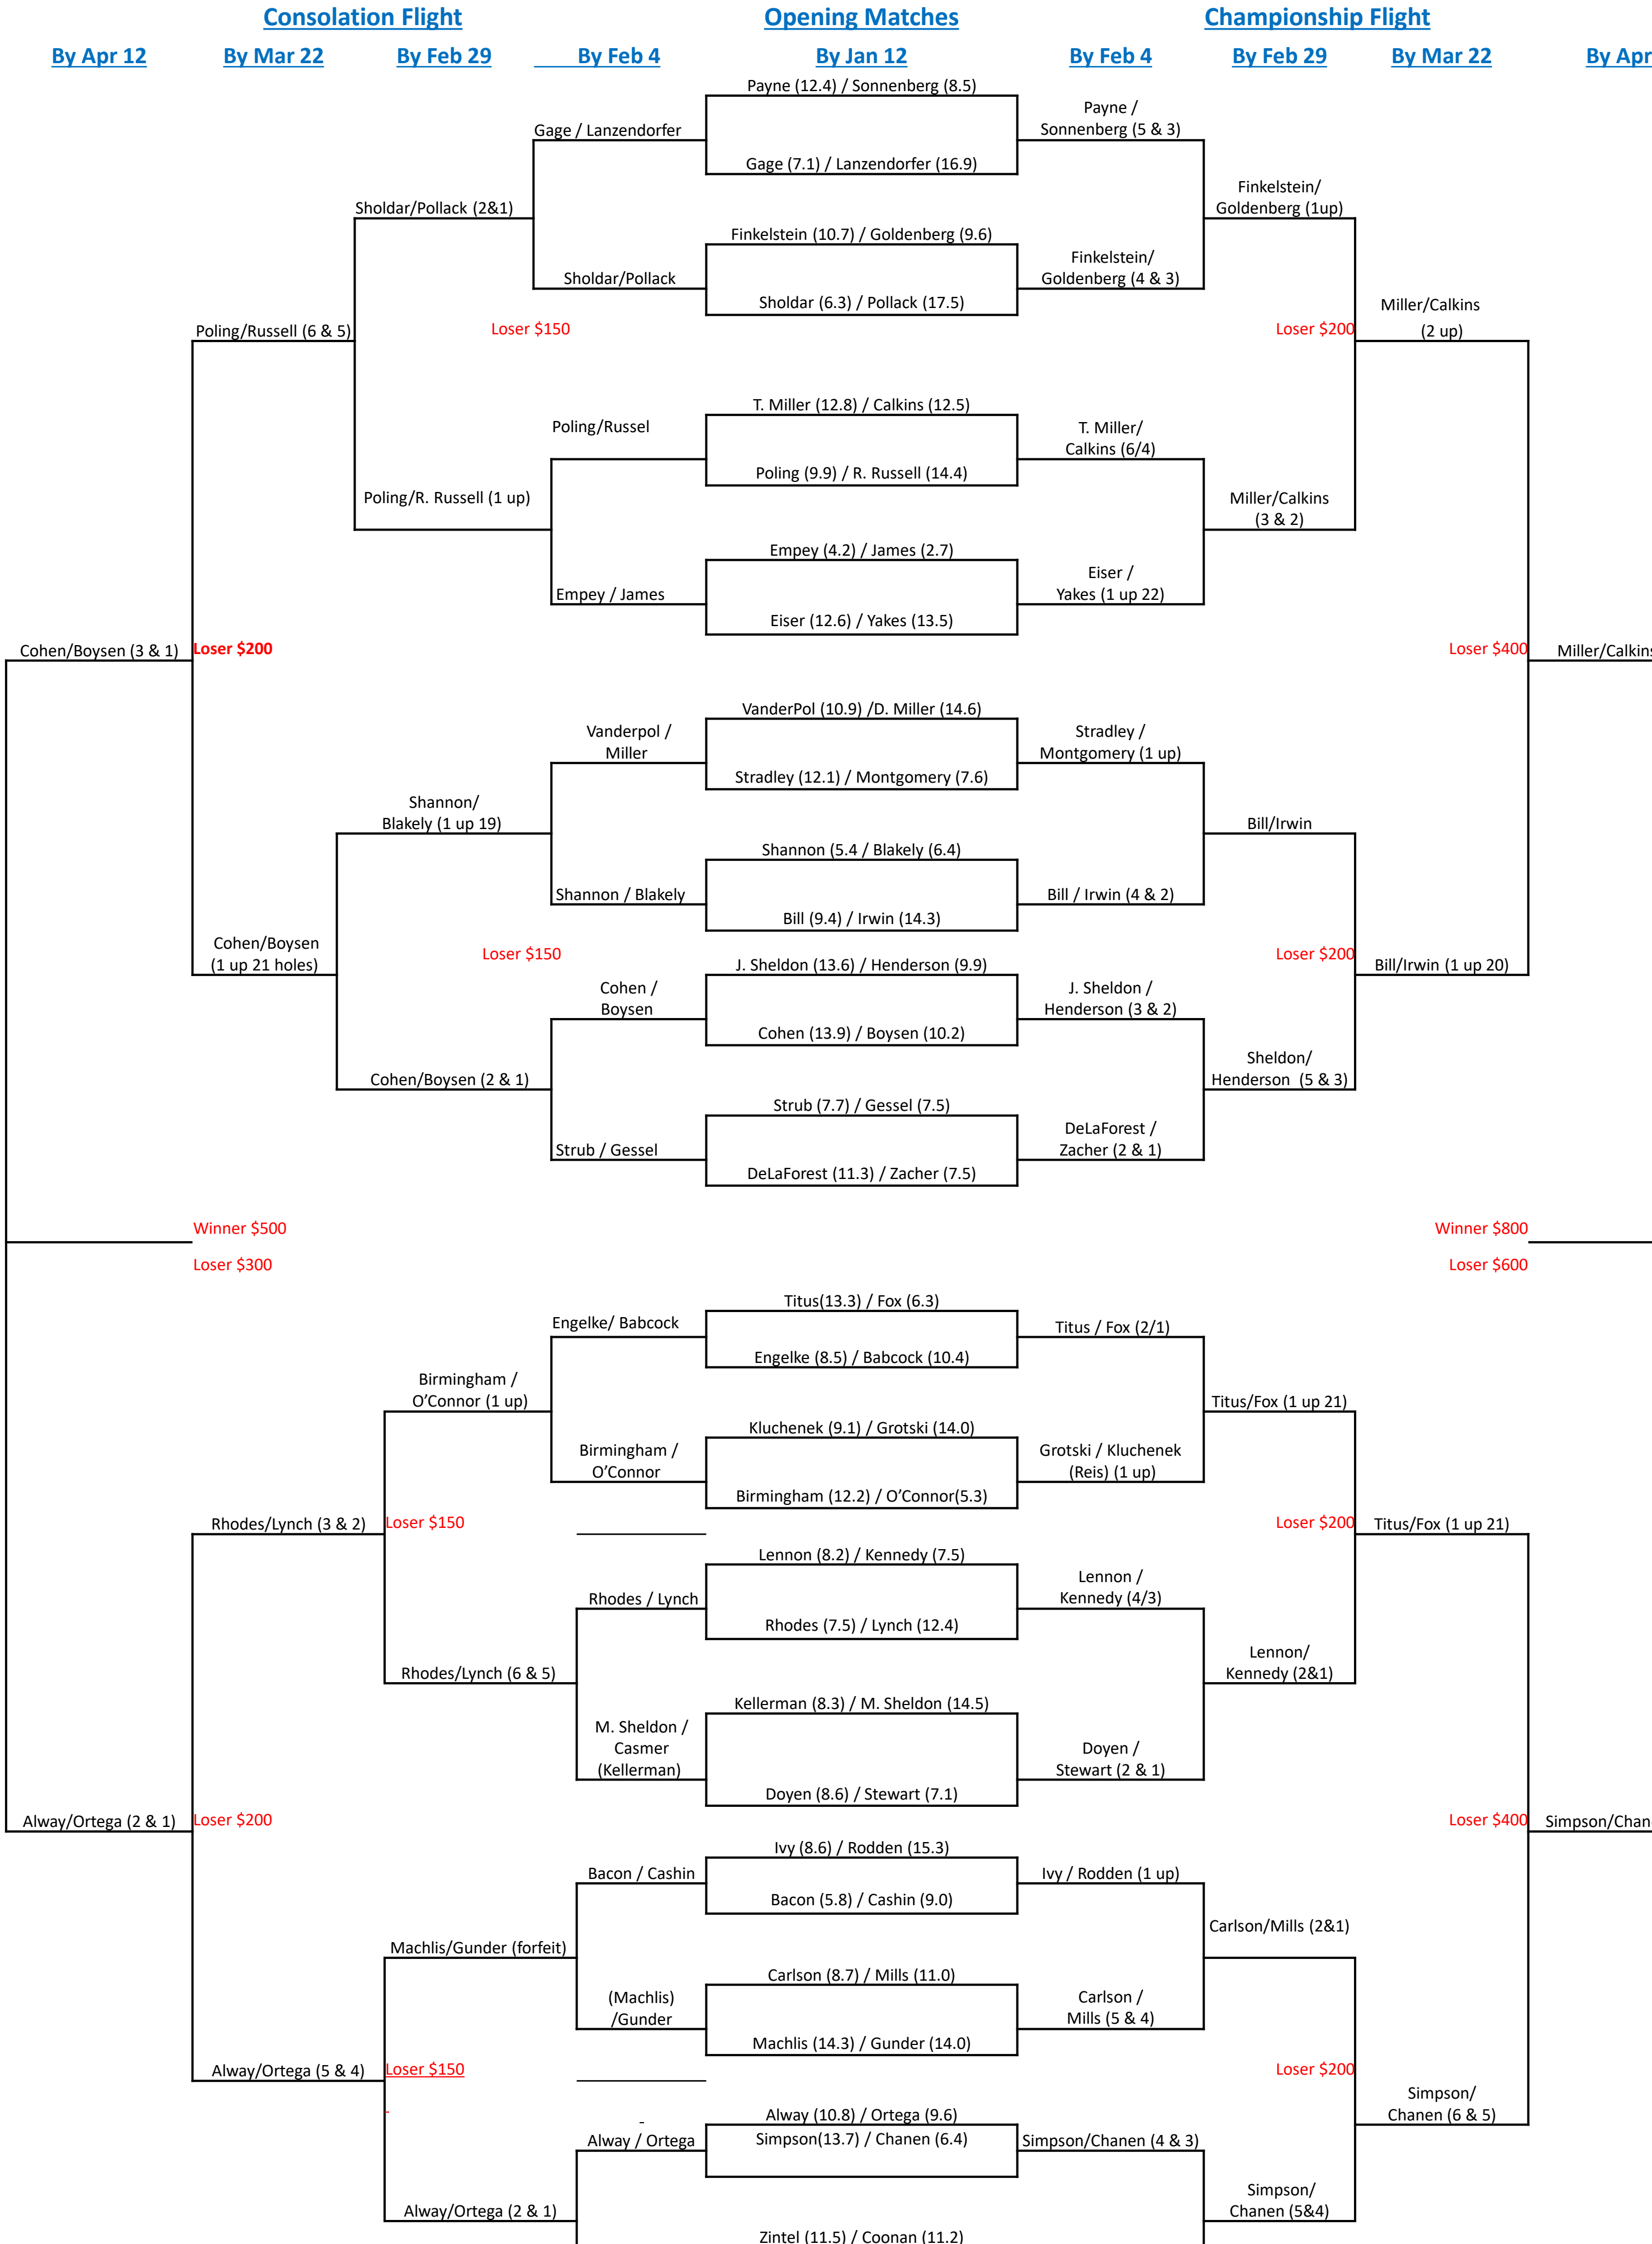 Consolation Flight
Opening Matches
Championship Flight
By Apr 12
By Mar 22
By Feb 29
By Feb 4
By Jan 12
By Feb 4
By Feb 29
By Mar 22
By Apr
Payne (12.4) / Sonnenberg (8.5)
Payne /
Sonnenberg (5 & 3)
Gage / Lanzendorfer
Gage (7.1) / Lanzendorfer (16.9)
Finkelstein/
Goldenberg (1up)
Sholdar/Pollack (2&1)
Finkelstein (10.7) / Goldenberg (9.6)
Finkelstein/
Goldenberg (4 & 3)
Sholdar/Pollack
Sholdar (6.3) / Pollack (17.5)
Miller/Calkins
(2 up)
Poling/Russell (6 & 5)
Loser $150
Loser $200
T. Miller (12.8) / Calkins (12.5)
Poling/Russel
T. Miller/
Calkins (6/4)
Poling (9.9) / R. Russell (14.4)
Poling/R. Russell (1 up)
Miller/Calkins
(3 & 2)
Empey (4.2) / James (2.7)
Eiser /
Yakes (1 up 22)
Empey / James
Eiser (12.6) / Yakes (13.5)
Cohen/Boysen (3 & 1)
Loser $200
Loser $400
Miller/Calkins
VanderPol (10.9) /D. Miller (14.6)
Vanderpol /
Miller
Stradley /
Montgomery (1 up)
Stradley (12.1) / Montgomery (7.6)
Shannon/
Blakely (1 up 19)
Bill/Irwin
Shannon (5.4 / Blakely (6.4)
Shannon / Blakely
Bill / Irwin (4 & 2)
Bill (9.4) / Irwin (14.3)
Cohen/Boysen
(1 up 21 holes)
Loser $150
Loser $200
J. Sheldon (13.6) / Henderson (9.9)
Bill/Irwin (1 up 20)
Cohen /
Boysen
J. Sheldon /
Henderson (3 & 2)
Cohen (13.9) / Boysen (10.2)
Cohen/Boysen (2 & 1)
Sheldon/
Henderson  (5 & 3)
Strub (7.7) / Gessel (7.5)
DeLaForest /
Zacher (2 & 1)
Strub / Gessel
DeLaForest (11.3) / Zacher (7.5)
Winner $500
Winner $800
Loser $300
Loser $600
Titus(13.3) / Fox (6.3)
Engelke/ Babcock
Titus / Fox (2/1)
Engelke (8.5) / Babcock (10.4)
Birmingham /
O’Connor (1 up)
Titus/Fox (1 up 21)
Kluchenek (9.1) / Grotski (14.0)
Birmingham /
O’Connor
Grotski / Kluchenek
(Reis) (1 up)
Birmingham (12.2) / O’Connor(5.3)
Rhodes/Lynch (3 & 2)
Loser $150
Loser $200
Titus/Fox (1 up 21)
Lennon (8.2) / Kennedy (7.5)
Rhodes / Lynch
Lennon /
Kennedy (4/3)
Rhodes (7.5) / Lynch (12.4)
Rhodes/Lynch (6 & 5)
Lennon/
Kennedy (2&1)
Kellerman (8.3) / M. Sheldon (14.5)
M. Sheldon /
Casmer
(Kellerman)
Doyen /
Stewart (2 & 1)
Doyen (8.6) / Stewart (7.1)
Alway/Ortega (2 & 1)
Loser $200
Loser $400
Simpson/Chan
Ivy (8.6) / Rodden (15.3)
Bacon / Cashin
Ivy / Rodden (1 up)
Bacon (5.8) / Cashin (9.0)
Carlson/Mills (2&1)
Machlis/Gunder (forfeit)
Carlson (8.7) / Mills (11.0)
(Machlis)
/Gunder
Carlson /
Mills (5 & 4)
Machlis (14.3) / Gunder (14.0)
Alway/Ortega (5 & 4)
Loser $150
Loser $200
Simpson/
Chanen (6 & 5)
Alway (10.8) / Ortega (9.6)
Alway / Ortega
Simpson(13.7) / Chanen (6.4)
Simpson/Chanen (4 & 3)
Alway/Ortega (2 & 1)
Simpson/
Chanen (5&4)
Zintel (11.5) / Coonan (11.2)